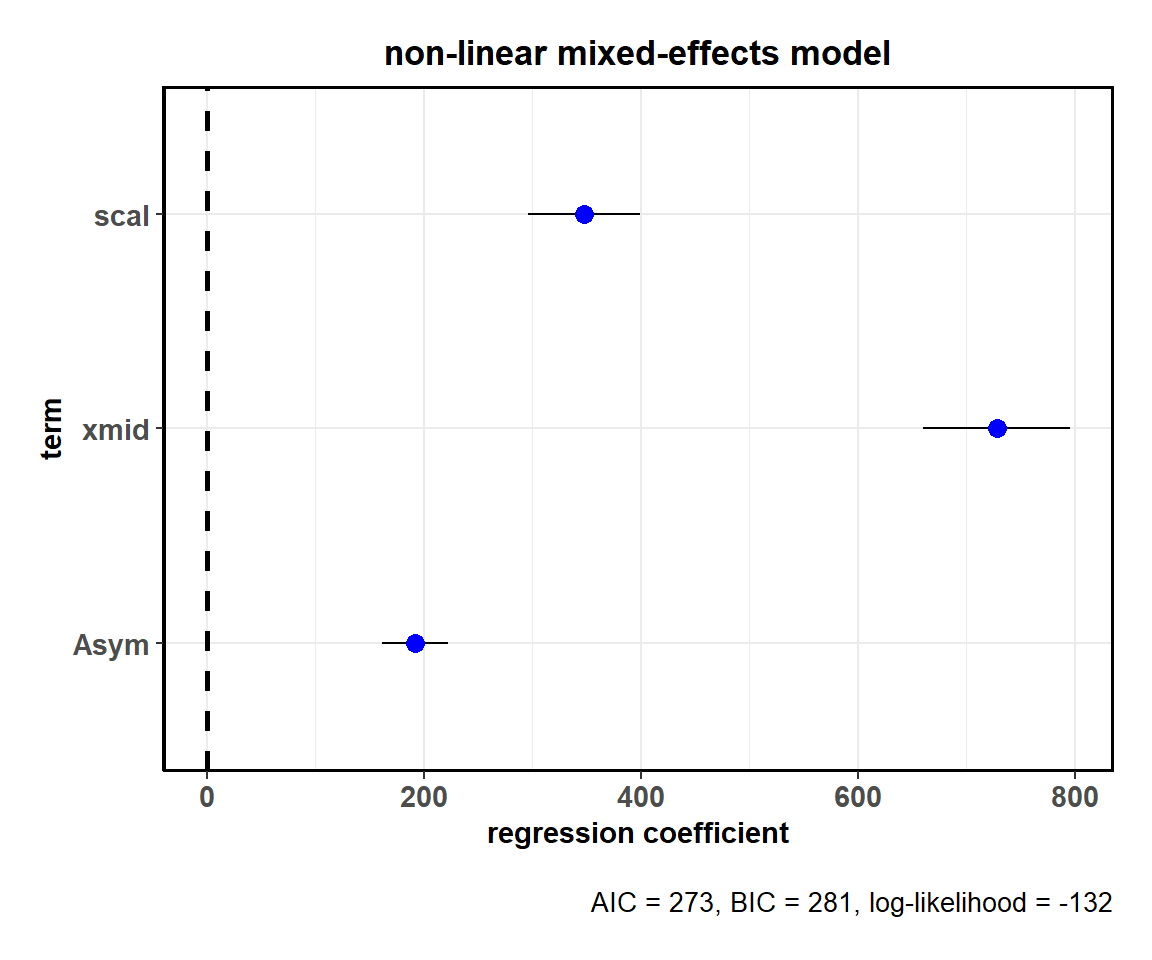 non-linear mixed-effects model
scal
xmid
Asym
term
0 200 400 600 800
regression coefficient
AIC = 273, BIC = 281, log-likelihood = -132